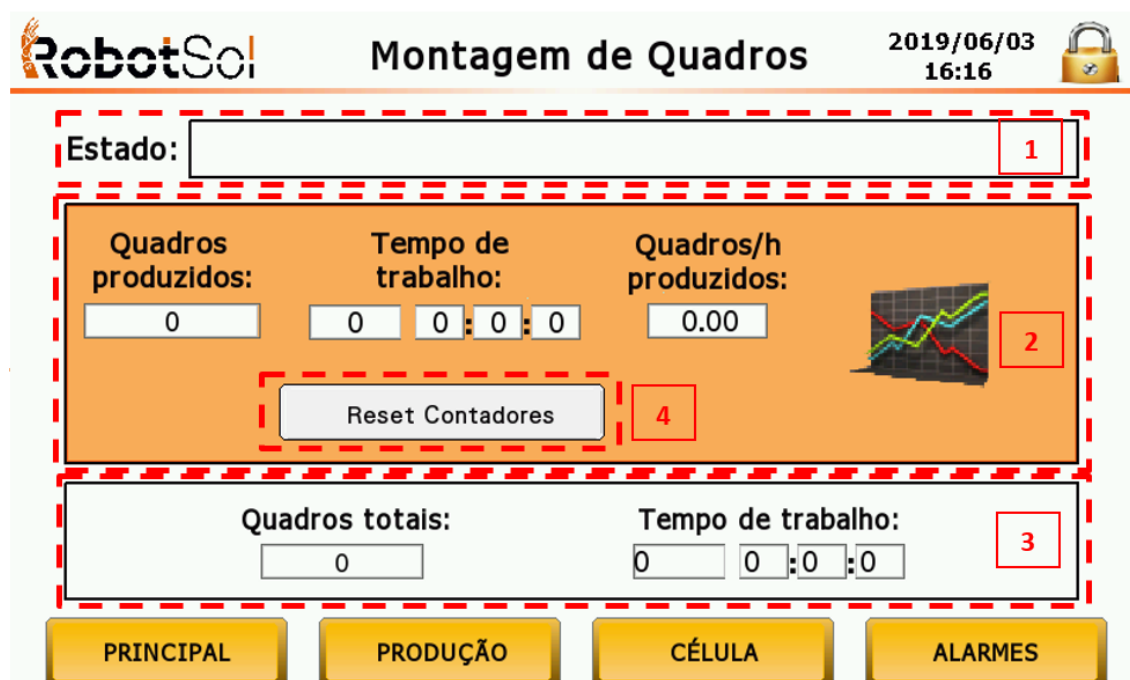 RobotSol
Montagem de Quadros
2019/06/03
16:16
Estado:
1
Quadros
produzidos:
Tempo de
trabalho:
Quadros/h
produzidos:
0
0 0:0:0
0.00
2
Reset Contadores
4
Quadros totais:
Tempo de trabalho:
0
0 0:0:0
3
PRINCIPAL
PRODUÇÃO
CÉLULA
ALARMES